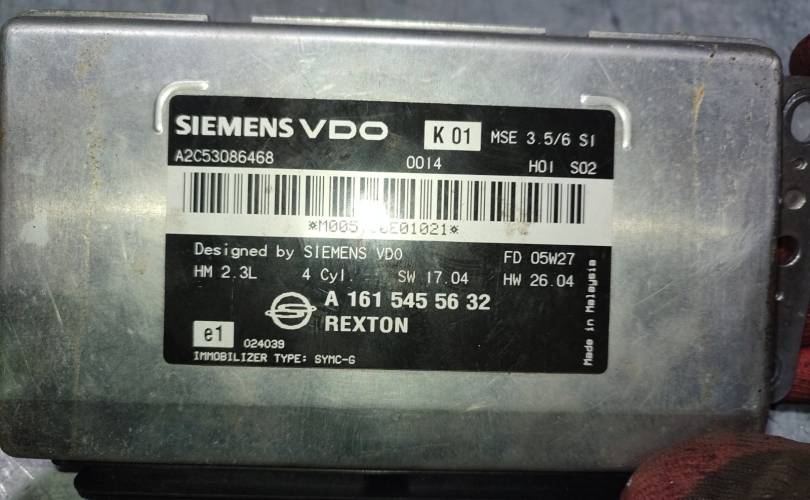 SIEMENS VDO K 01 MSE 3.5/6 S1
A2C53086468 0014 H01 S02
Designed by SIEMENS VDO FD 05W27
HM 2.3L 4 Cyl. SW 17.04 HW 26.04
A 161 545 56 32
REXTON
e1 024039
IMMOBILIZER TYPE: SYMC-G
Made in Malaysia